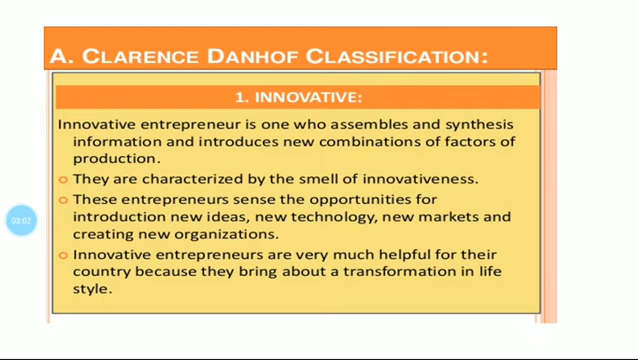 A. CLARENCE DANHOF CLASSIFICATION:
1. INNOVATIVE:
Innovative entrepreneur is one who assembles and synthesis
information and introduces new combinations of factors of
production.
They are characterized by the smell of innovativeness.
These entrepreneurs sense the opportunities for
introduction new ideas, new technology, new markets and
creating new organizations.
Innovative entrepreneurs are very much helpful for their
country because they bring about a transformation in life
style.
03:02